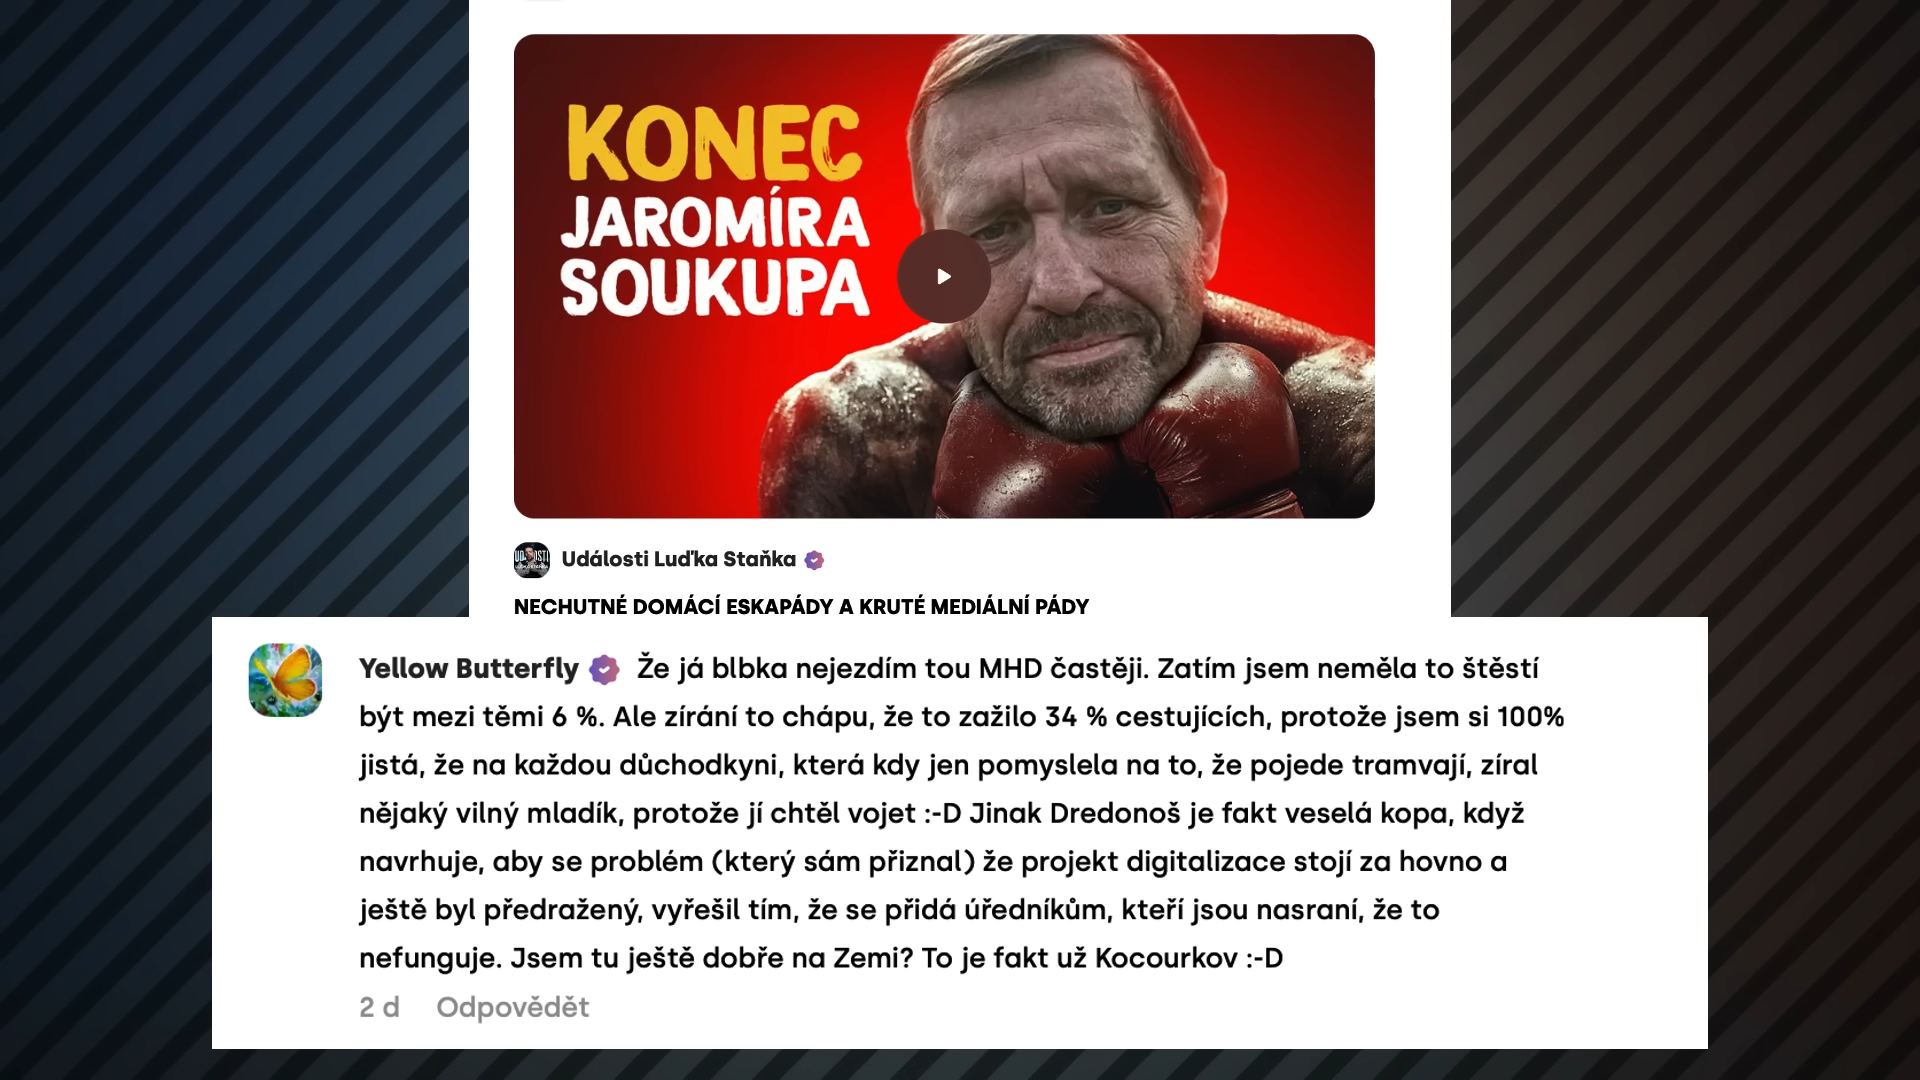 KONEC
JAROMÍRA
SOUKUPA
Události Luďka Staňka
NECHUTNÉ DOMÁCÍ ESKAPÁDY A KRUTÉ MEDIÁLNÍ PÁDY
Yellow Butterfly Že já blbka nejezdím tou MHD častěji. Zatím jsem neměla to štěstí
být mezi těmi 6 %. Ale zírání to chápu, že to zažilo 34 % cestujících, protože jsem si 100%
jistá, že na každou důchodkyni, která kdy jen pomyslela na to, že pojede tramvají, zíral
nějaký vilný mladík, protože jí chtěl vojet :-D Jinak Dredonoš je fakt veselá kopa, když
navrhuje, aby se problém (který sám přiznal) že projekt digitalizace stojí za hovno a
ještě byl předražený, vyřešil tím, že se přidá úředníkům, kteří jsou nasraní, že to
nefunguje. Jsem tu ještě dobře na Zemi? To je fakt už Kocourkov :-D
2 d Odpovědět